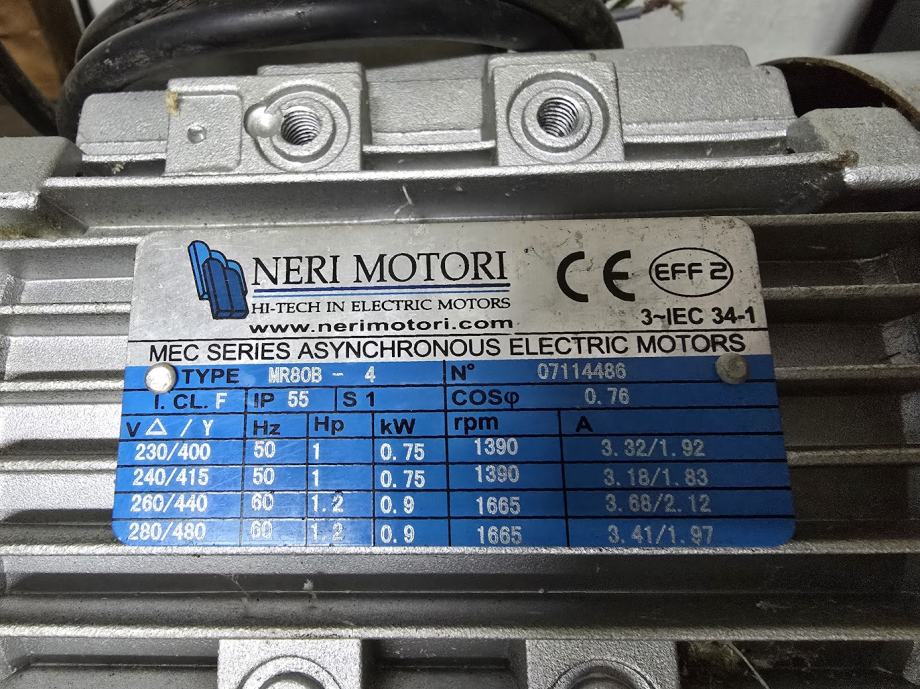 NERI MOTORI
HI-TECH IN ELECTRIC MOTORS
www.nerimotori.com
CE
EFF 2
3~IEC 34-1
MEC SERIES ASYNCHRONOUS ELECTRIC MOTORS
TYPE MR80B - 4 N° 07114486
I. CL. F IP 55 S 1 COSφ 0.76
V Δ / Y Hz Hp kW rpm A
230/400 50 1 0.75 1390 3.32/1.92
240/415 50 1 0.75 1390 3.18/1.83
260/440 60 1.2 0.9 1665 3.68/2.12
280/480 60 1.2 0.9 1665 3.41/1.97